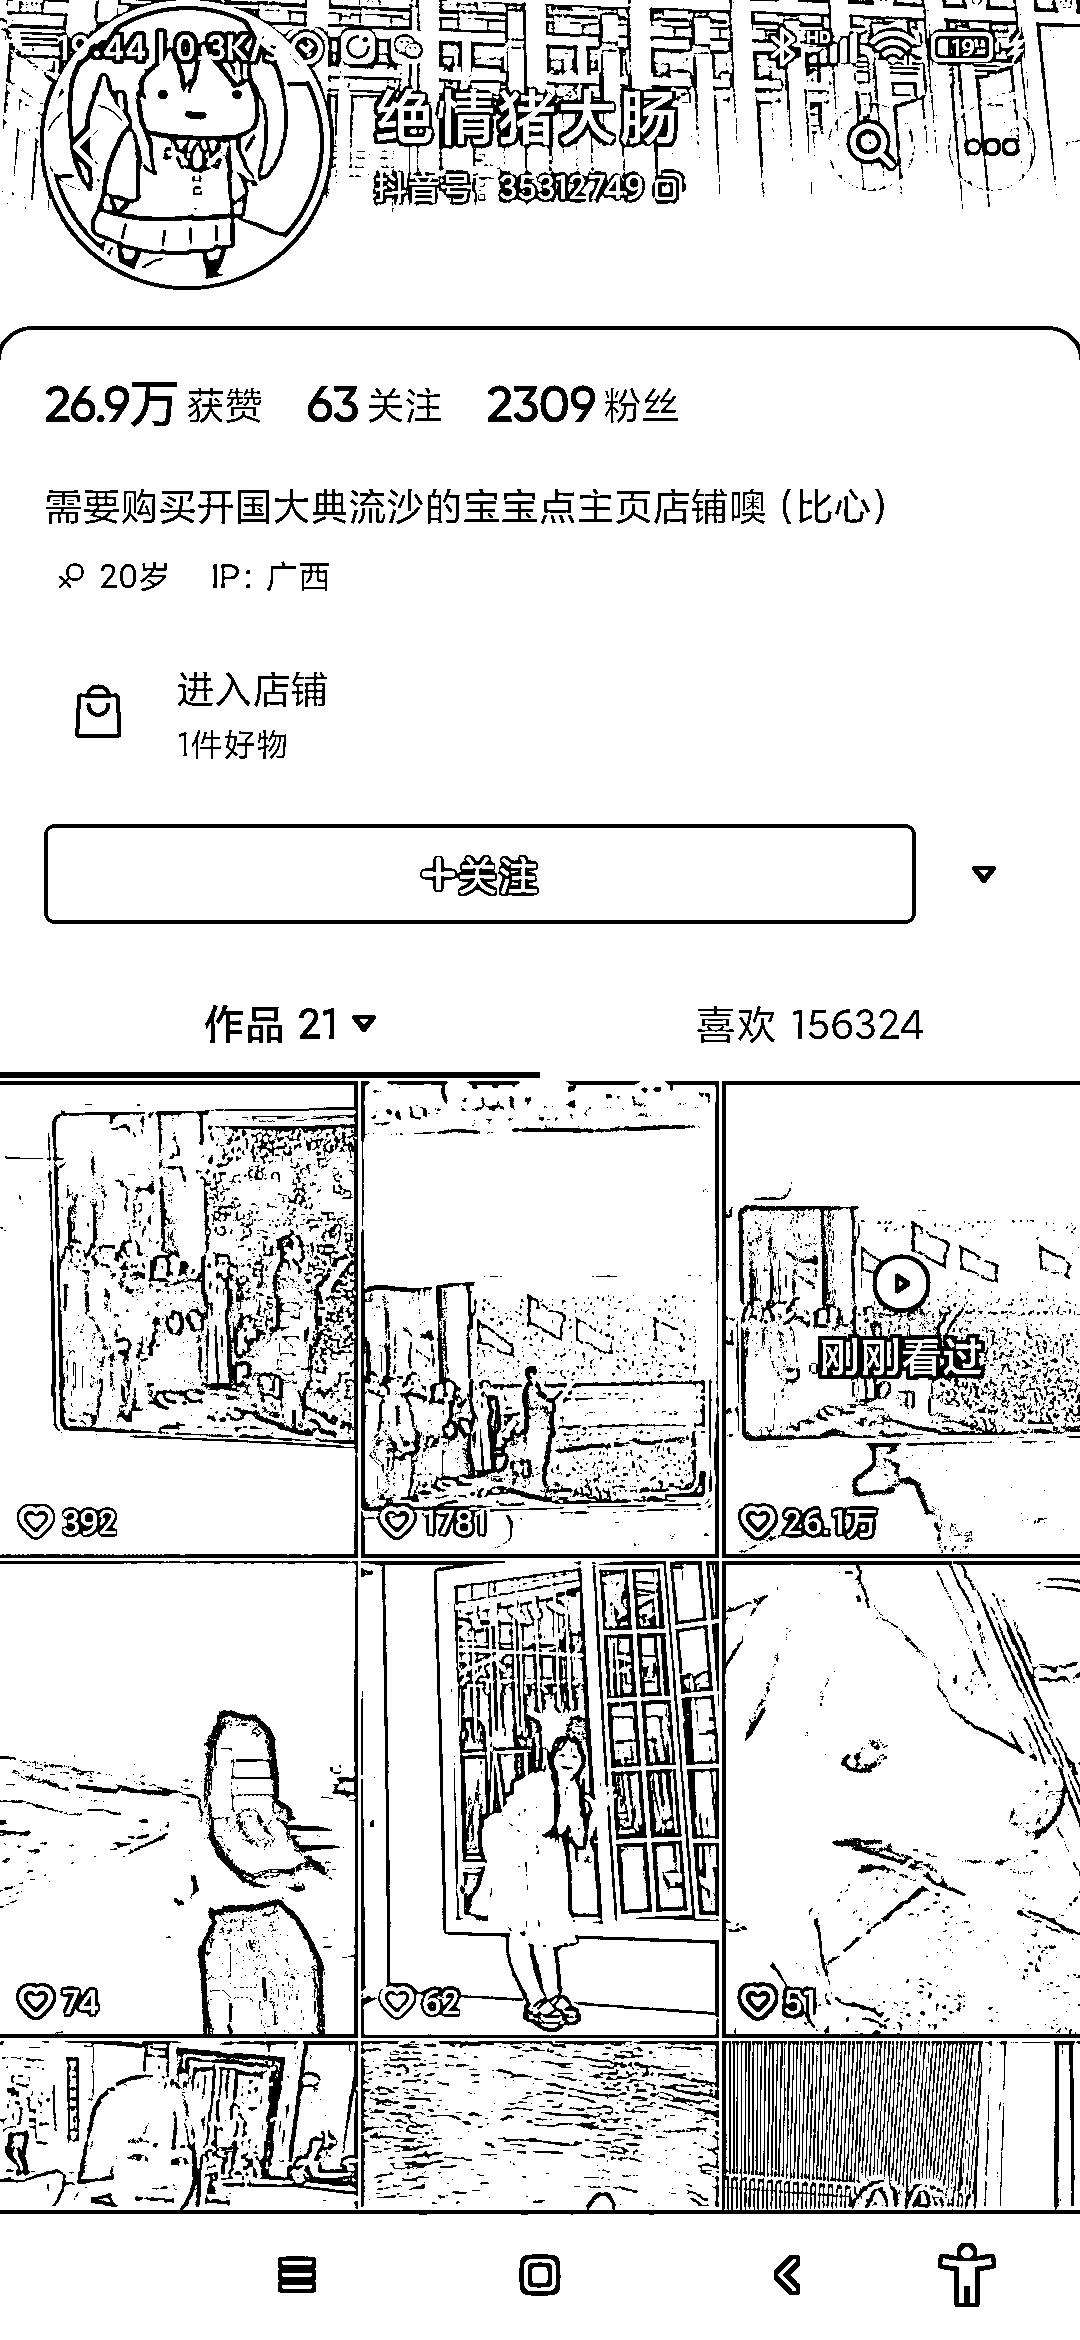 19:44 | 0.3K/s HD 19
绝情猪大肠
抖音号: 35312749
26.9万 获赞 63 关注 2309 粉丝
需要购买开国大典流沙的宝宝点主页店铺噢 (比心)
20岁 IP: 广西
进入店铺
1件好物
+关注
作品 21 喜欢 156324
刚刚看过
392 1781 26.1万
74 62 51